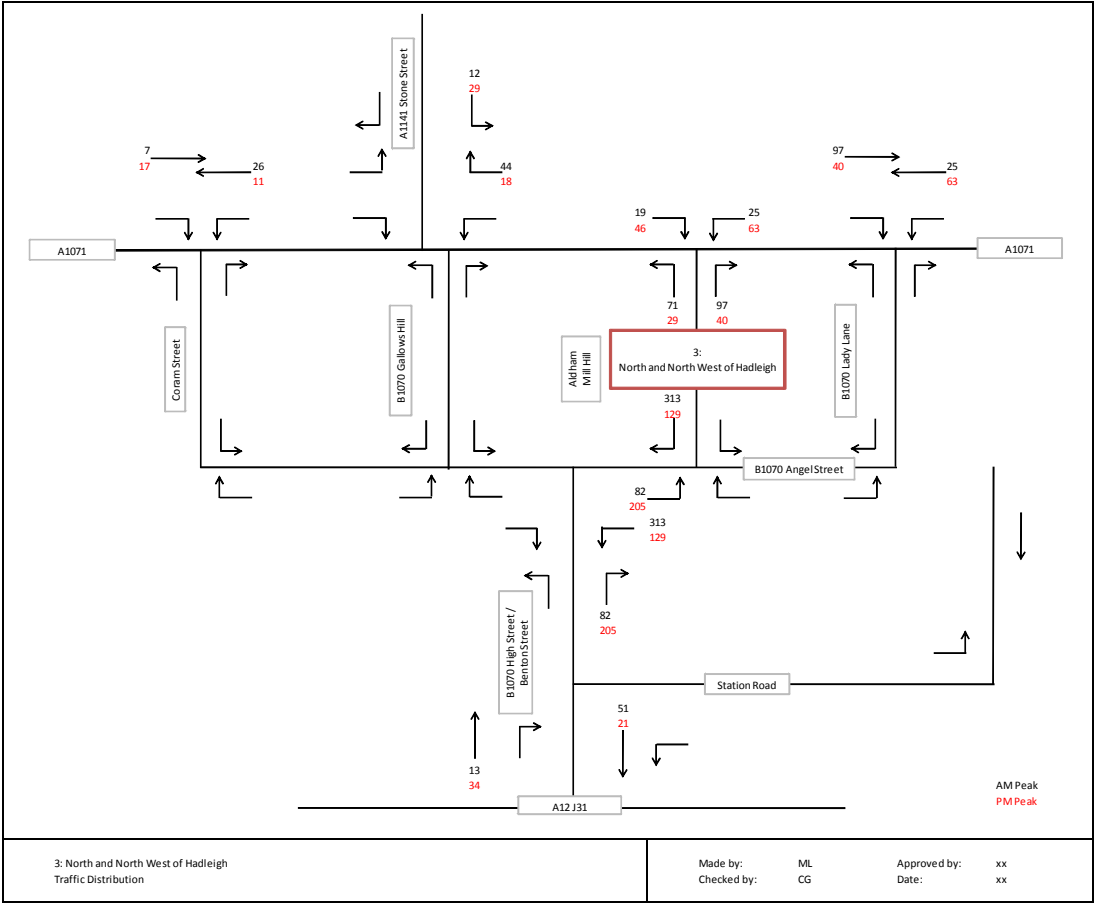 A1141 Stone Street
12
29
7
17
26
11
44
18
97
40
25
63
19
46
25
63
A1071
A1071
71
29
97
40
Coram Street
B1070 Gallows Hill
Aldham
Mill Hill
3:
North and North West of Hadleigh
B1070 Lady Lane
313
129
B1070 Angel Street
82
205
313
129
82
205
B1070 High Street /
Benton Street
Station Road
51
21
13
34
A12 J31
AM Peak
PM Peak
3: North and North West of Hadleigh
Traffic Distribution
Made by: ML Approved by: xx
Checked by: CG Date: xx